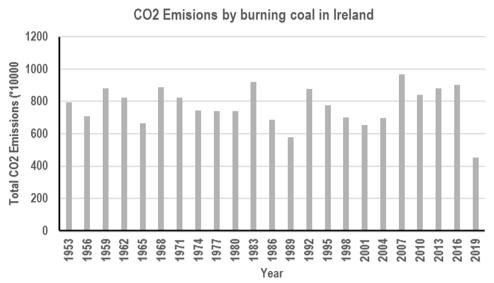 CO2 Emisions by burning coal in Ireland
Total CO2 Emissions (*10000
1200
1000
800
600
400
200
0
1953 1956 1959 1962 1965 1968 1971 1974 1977 1980 1983 1986 1989 1992 1995 1998 2001 2004 2007 2010 2013 2016 2019
Year